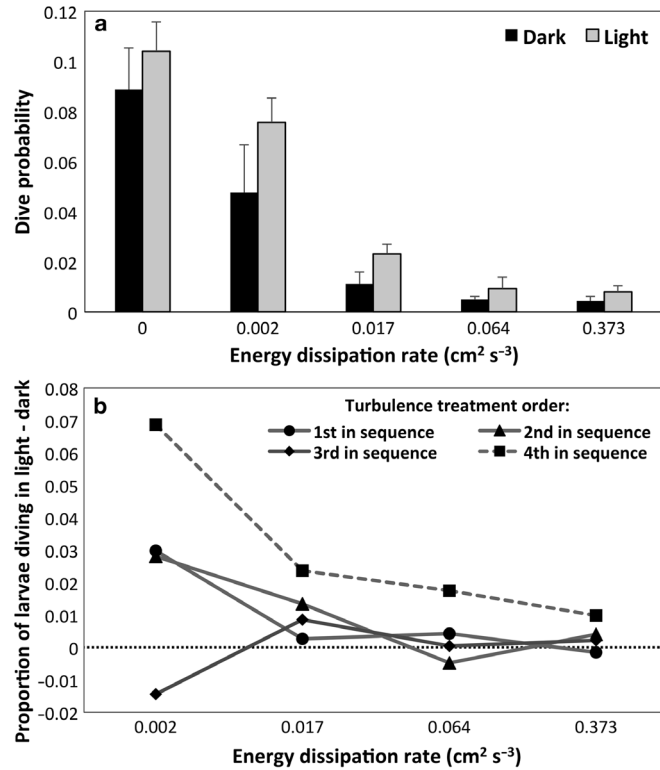 a
Dark Light
0.12
0.1
0.08
0.06
0.04
0.02
0
Dive probability
0 0.002 0.017 0.064 0.373
Energy dissipation rate (cm² s⁻³)
b
Turbulence treatment order:
1st in sequence 2nd in sequence
3rd in sequence 4th in sequence
0.08
0.07
0.06
0.05
0.04
0.03
0.02
0.01
0
−0.01
−0.02
Proportion of larvae diving in light - dark
0.002 0.017 0.064 0.373
Energy dissipation rate (cm² s⁻³)